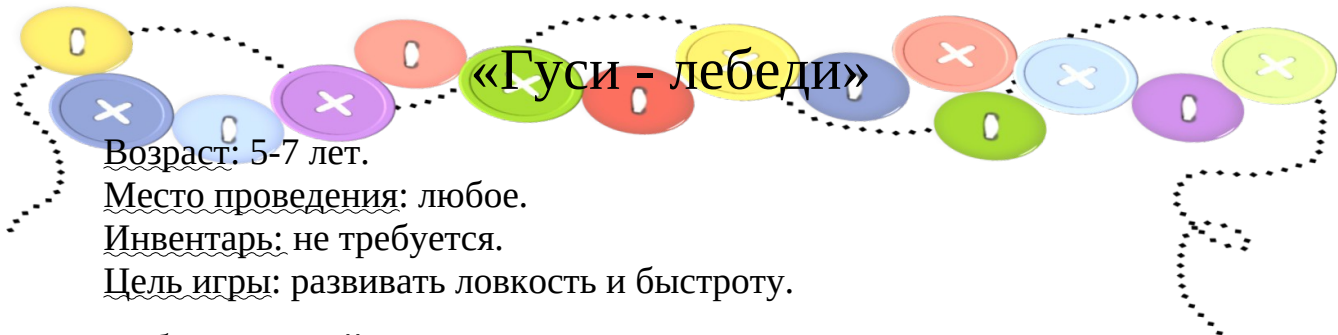 «Гуси - лебеди»
Возраст: 5-7 лет.
Место проведения: любое.
Инвентарь: не требуется.
Цель игры: развивать ловкость и быстроту.